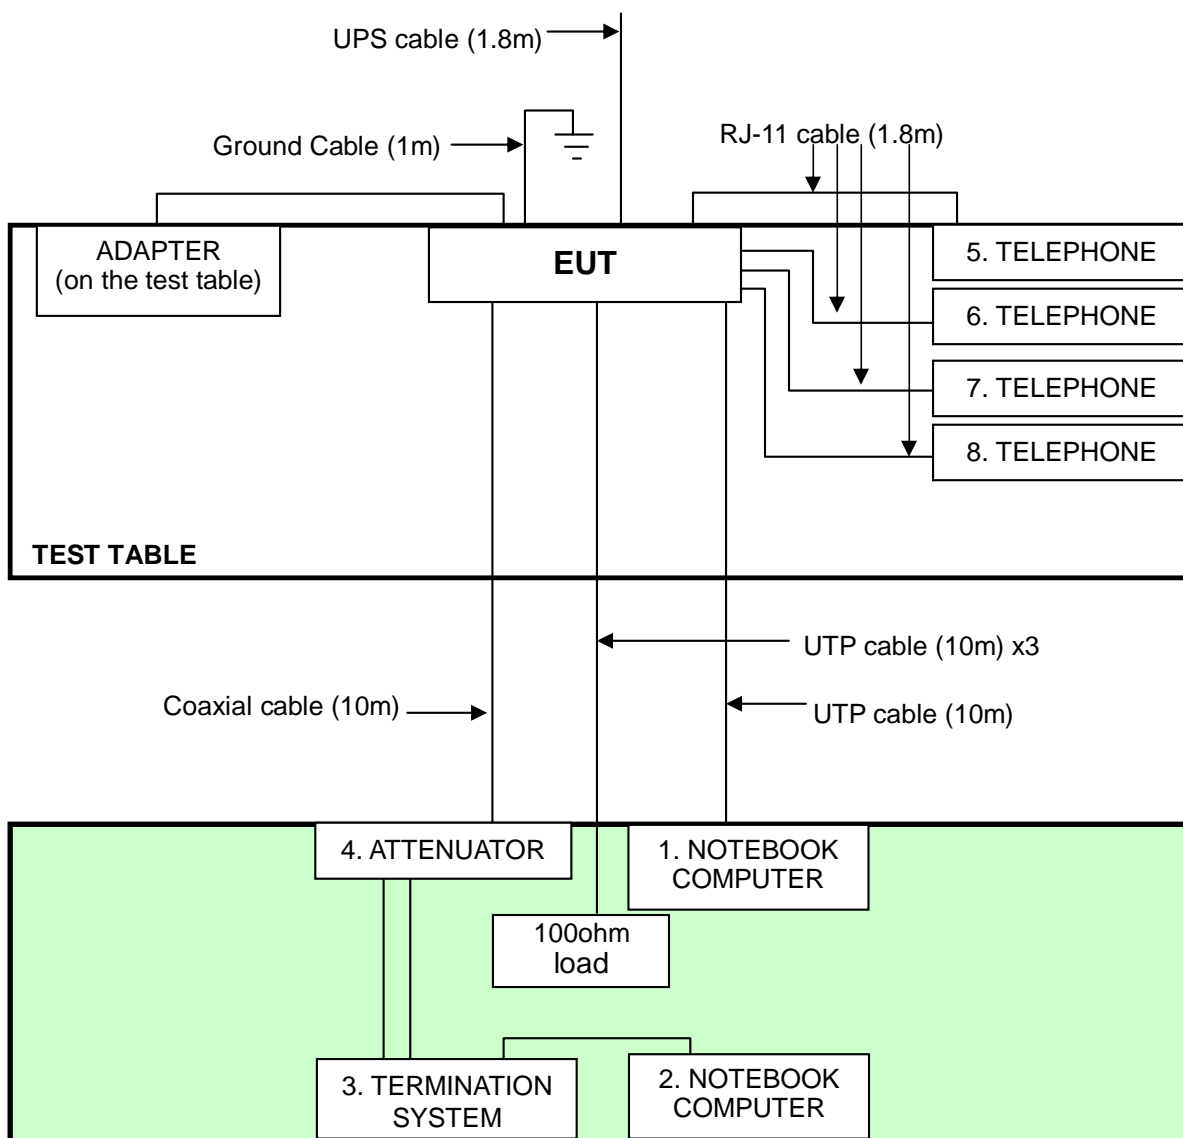 UPS cable (1.8m)
Ground Cable (1m)
RJ-11 cable (1.8m)
ADAPTER
(on the test table)
EUT
5. TELEPHONE
6. TELEPHONE
7. TELEPHONE
8. TELEPHONE
TEST TABLE
UTP cable (10m) x3
Coaxial cable (10m)
UTP cable (10m)
4. ATTENUATOR
1. NOTEBOOK
COMPUTER
100ohm
load
3. TERMINATION
SYSTEM
2. NOTEBOOK
COMPUTER